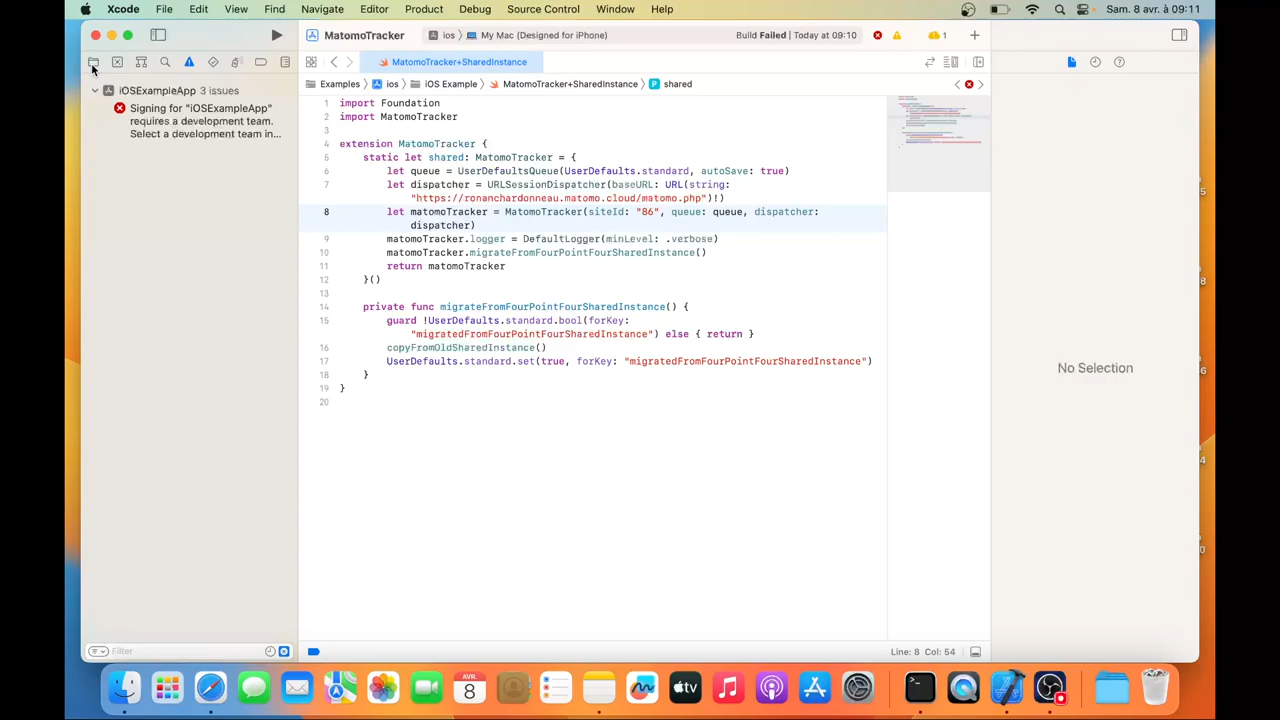 Xcode File Edit View Find Navigate Editor Product Debug Source Control Window Help Sam. 8 avr. à 09:11
MatomoTracker ios 〉 My Mac (Designed for iPhone) Build Failed | Today at 09:10 1
MatomoTracker+SharedInstance
Examples 〉 ios 〉 iOS Example 〉 MatomoTracker+SharedInstance 〉 P shared
iOSExampleApp 3 issues
Signing for "iOSExampleApp"
requires a development team.
Select a development team in...
1 import Foundation
2 import MatomoTracker
3
4 extension MatomoTracker {
5 static let shared: MatomoTracker = {
6 let queue = UserDefaultsQueue(UserDefaults.standard, autoSave: true)
7 let dispatcher = URLSessionDispatcher(baseURL: URL(string:
"https://ronanchardonneau.matomo.cloud/matomo.php")!)
8 let matomoTracker = MatomoTracker(siteId: "86", queue: queue, dispatcher:
dispatcher)
9 matomoTracker.logger = DefaultLogger(minLevel: .verbose)
10 matomoTracker.migrateFromFourPointFourSharedInstance()
11 return matomoTracker
12 }()
13
14 private func migrateFromFourPointFourSharedInstance() {
15 guard !UserDefaults.standard.bool(forKey:
"migratedFromFourPointFourSharedInstance") else { return }
16 copyFromOldSharedInstance()
17 UserDefaults.standard.set(true, forKey: "migratedFromFourPointFourSharedInstance")
18 }
19 }
20
No Selection
Filter
Line: 8 Col: 54
AVR.
8
tv